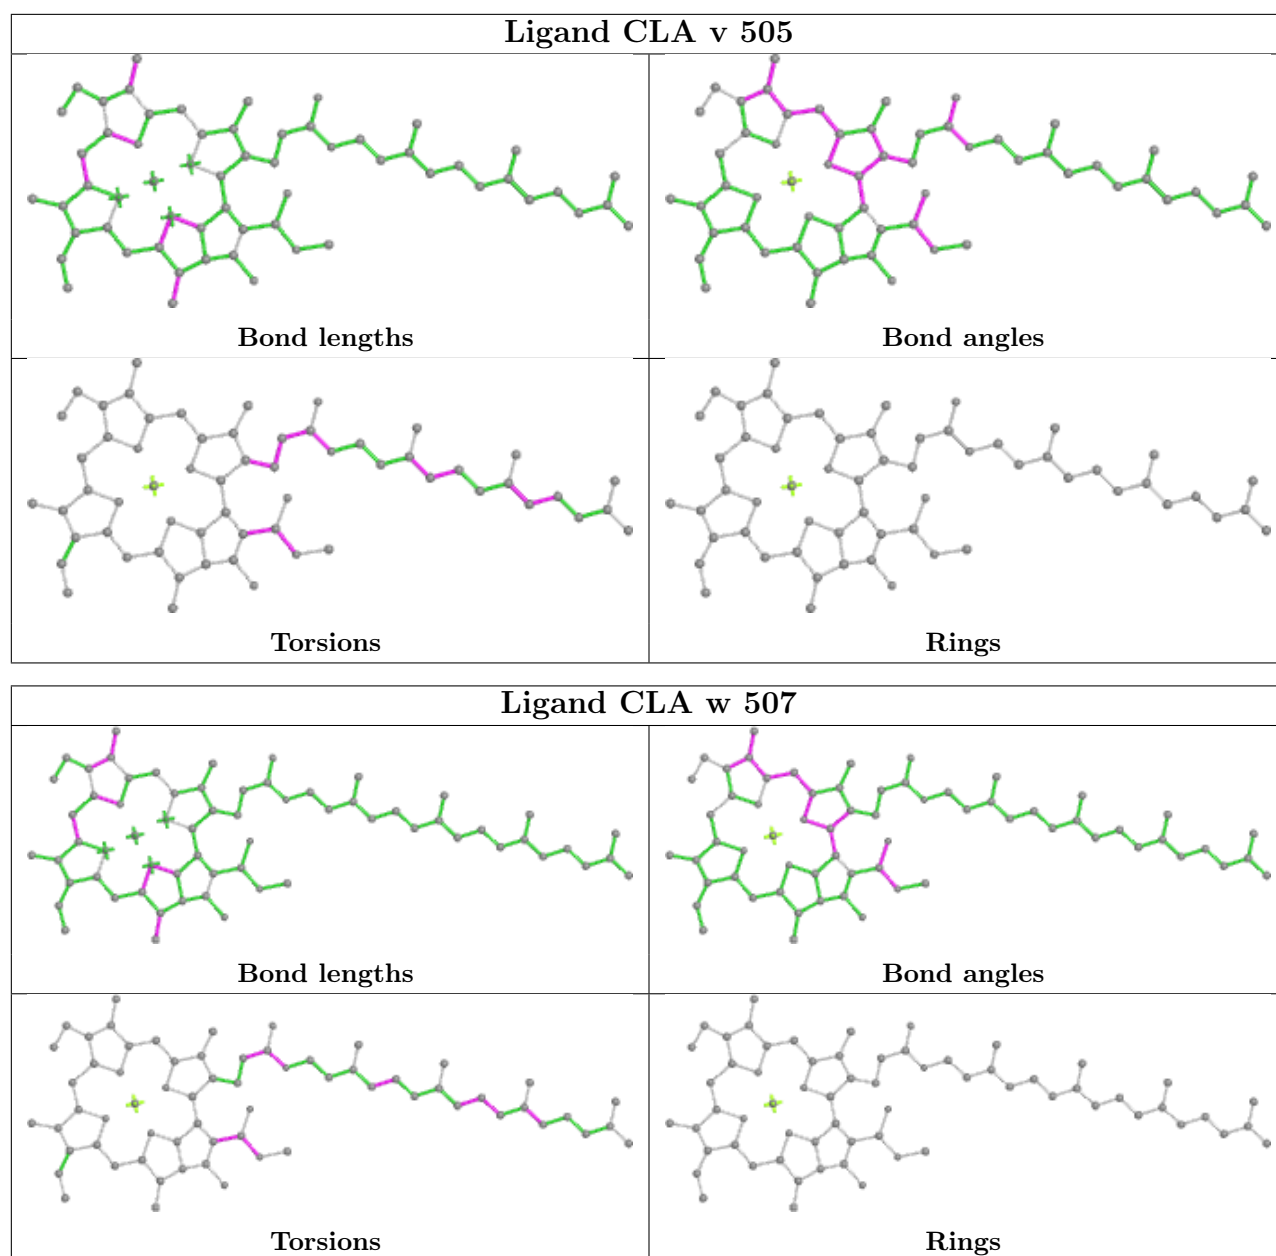 Ligand CLA v 505
Bond lengths
Bond angles
Torsions
Rings
Ligand CLA w 507
Bond lengths
Bond angles
Torsions
Rings